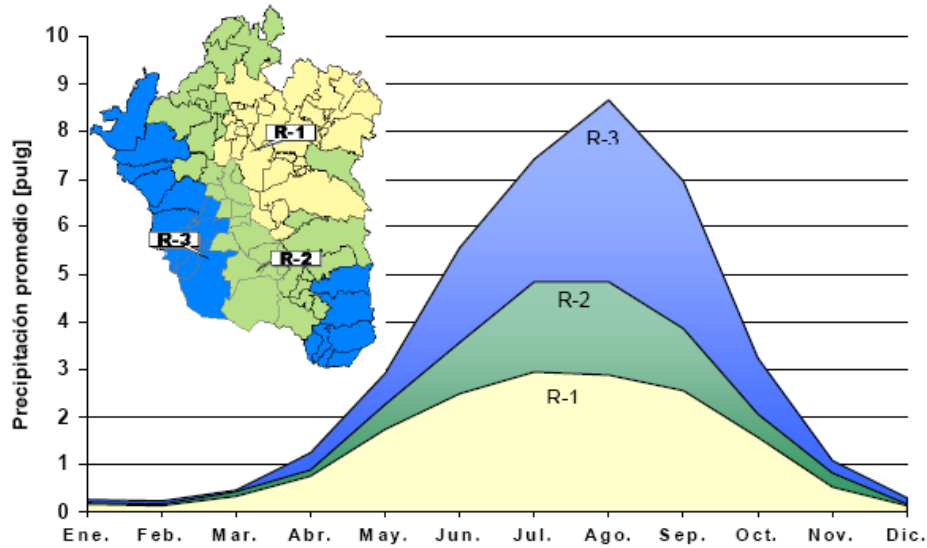 Precipitación promedio [pulg]
10
9
8
7
6
5
4
3
2
1
0
R-1
R-3
R-2
R-3
R-2
R-1
Ene. Feb. Mar. Abr. May. Jun. Jul. Ago. Sep. Oct. Nov. Dic.